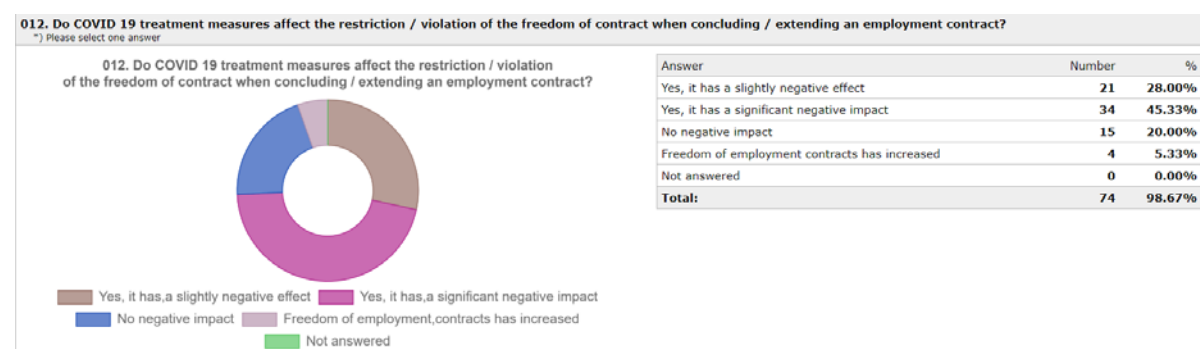 012. Do COVID 19 treatment measures affect the restriction / violation of the freedom of contract when concluding / extending an employment contract?
*) Please select one answer
012. Do COVID 19 treatment measures affect the restriction / violation
of the freedom of contract when concluding / extending an employment contract?
Yes, it has,a slightly negative effect Yes, it has,a significant negative impact
No negative impact Freedom of employment,contracts has increased
Not answered
Answer Number %
Yes, it has a slightly negative effect 21 28.00%
Yes, it has a significant negative impact 34 45.33%
No negative impact 15 20.00%
Freedom of employment contracts has increased 4 5.33%
Not answered 0 0.00%
Total: 74 98.67%